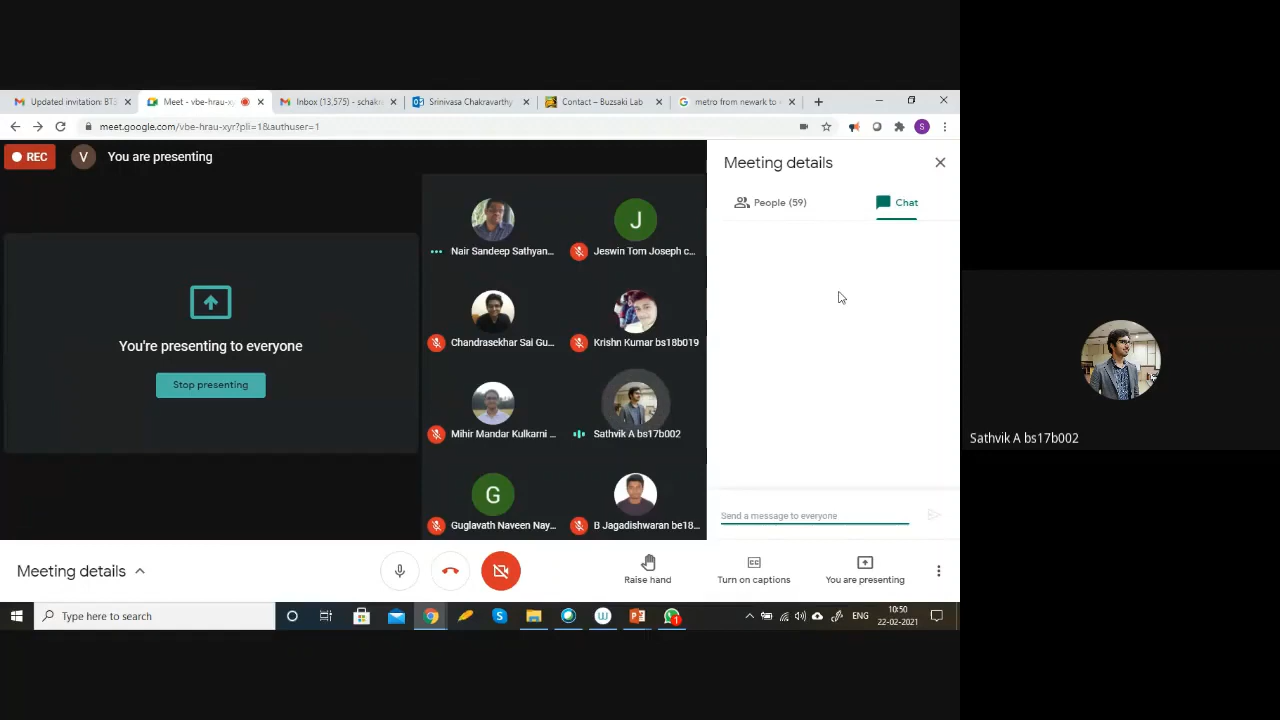 Updated invitation: BT3
Meet - vbe-hrau-xy
Inbox (13,575) - schakra
Srinivasa Chakravarthy
Contact – Buzsaki Lab
metro from newark to
meet.google.com/vbe-hrau-xyr?pli=1&authuser=1
S
REC
V
You are presenting
Meeting details
People (59)
Chat
Nair Sandeep Sathyan...
J
Jeswin Tom Joseph c...
You're presenting to everyone
Stop presenting
Chandrasekhar Sai Gu...
Krishn Kumar bs18b019
Mihir Mandar Kulkarni ...
Sathvik A bs17b002
G
Guglavath Naveen Nay...
B Jagadishwaran be18...
Send a message to everyone
Sathvik A bs17b002
Meeting details
Raise hand
Turn on captions
You are presenting
Type here to search
ENG
10:50
22-02-2021